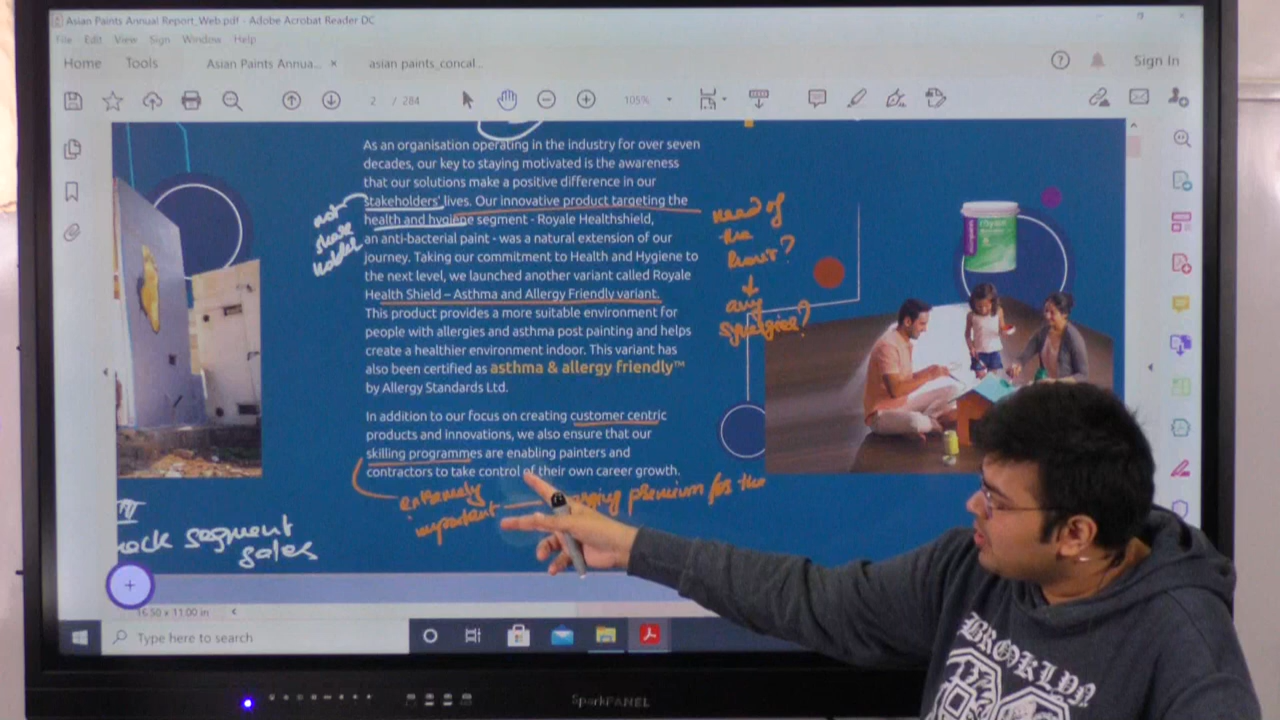 Asian Paints Annual Report_Web.pdf - Adobe Acrobat Reader DC
File Edit View Sign Window Help
Home Tools Asian Paints Annua... × asian paints_concal... ? Sign In
2 / 284 105%
As an organisation operating in the industry for over seven
decades, our key to staying motivated is the awareness
that our solutions make a positive difference in our
stakeholders' lives. Our innovative product targeting the
health and hygiene segment - Royale Healthshield,
an anti-bacterial paint - was a natural extension of our
journey. Taking our commitment to Health and Hygiene to
the next level, we launched another variant called Royale
Health Shield – Asthma and Allergy Friendly variant.
This product provides a more suitable environment for
people with allergies and asthma post painting and helps
create a healthier environment indoor. This variant has
also been certified as asthma & allergy friendly™
by Allergy Standards Ltd.
In addition to our focus on creating customer centric
products and innovations, we also ensure that our
skilling programmes are enabling painters and
contractors to take control of their own career growth.
not
share
holder
need of
the
hour?
any
synergies?
extremely
important
premium for the
segment
sales
16.50 x 11.00 in
Type here to search
SparkPANEL
BROOKLYN